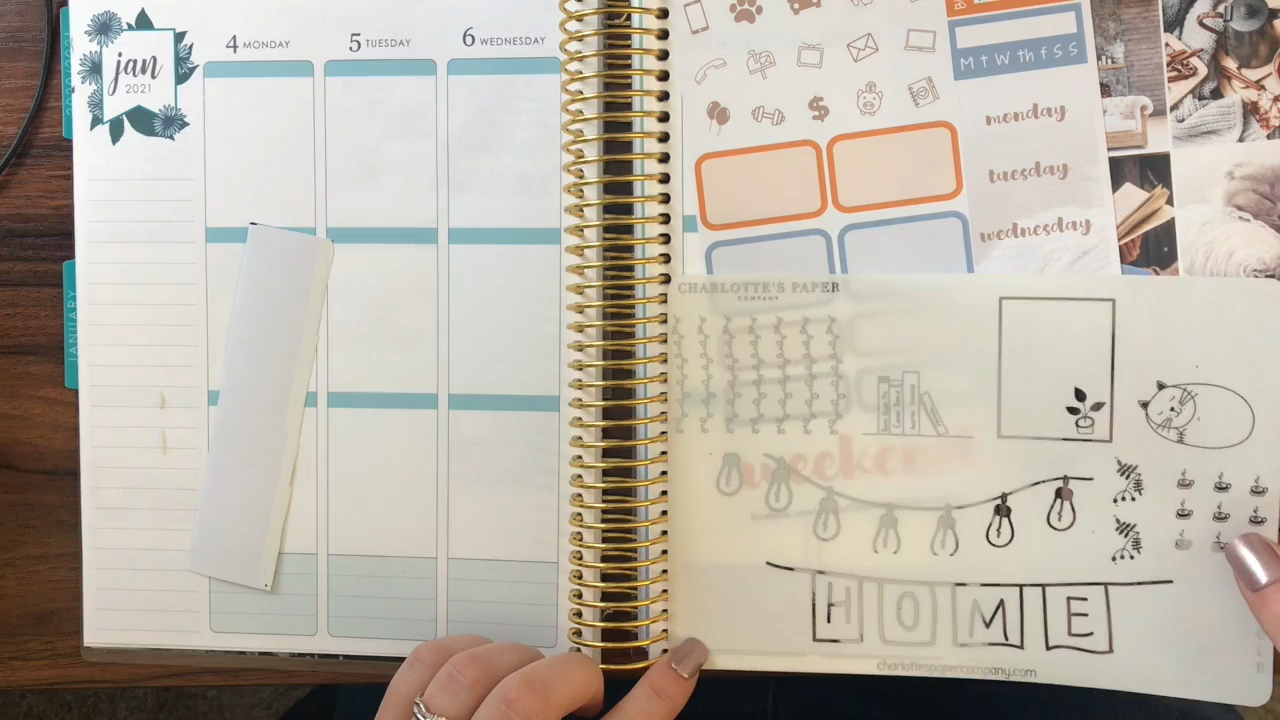 jan
2021
4 MONDAY
5 TUESDAY
6 WEDNESDAY
JANUARY
M t W th f S S
monday
tuesday
wednesday
CHARLOTTE'S PAPER
COMPANY
HOME
charlottespapercompany.com